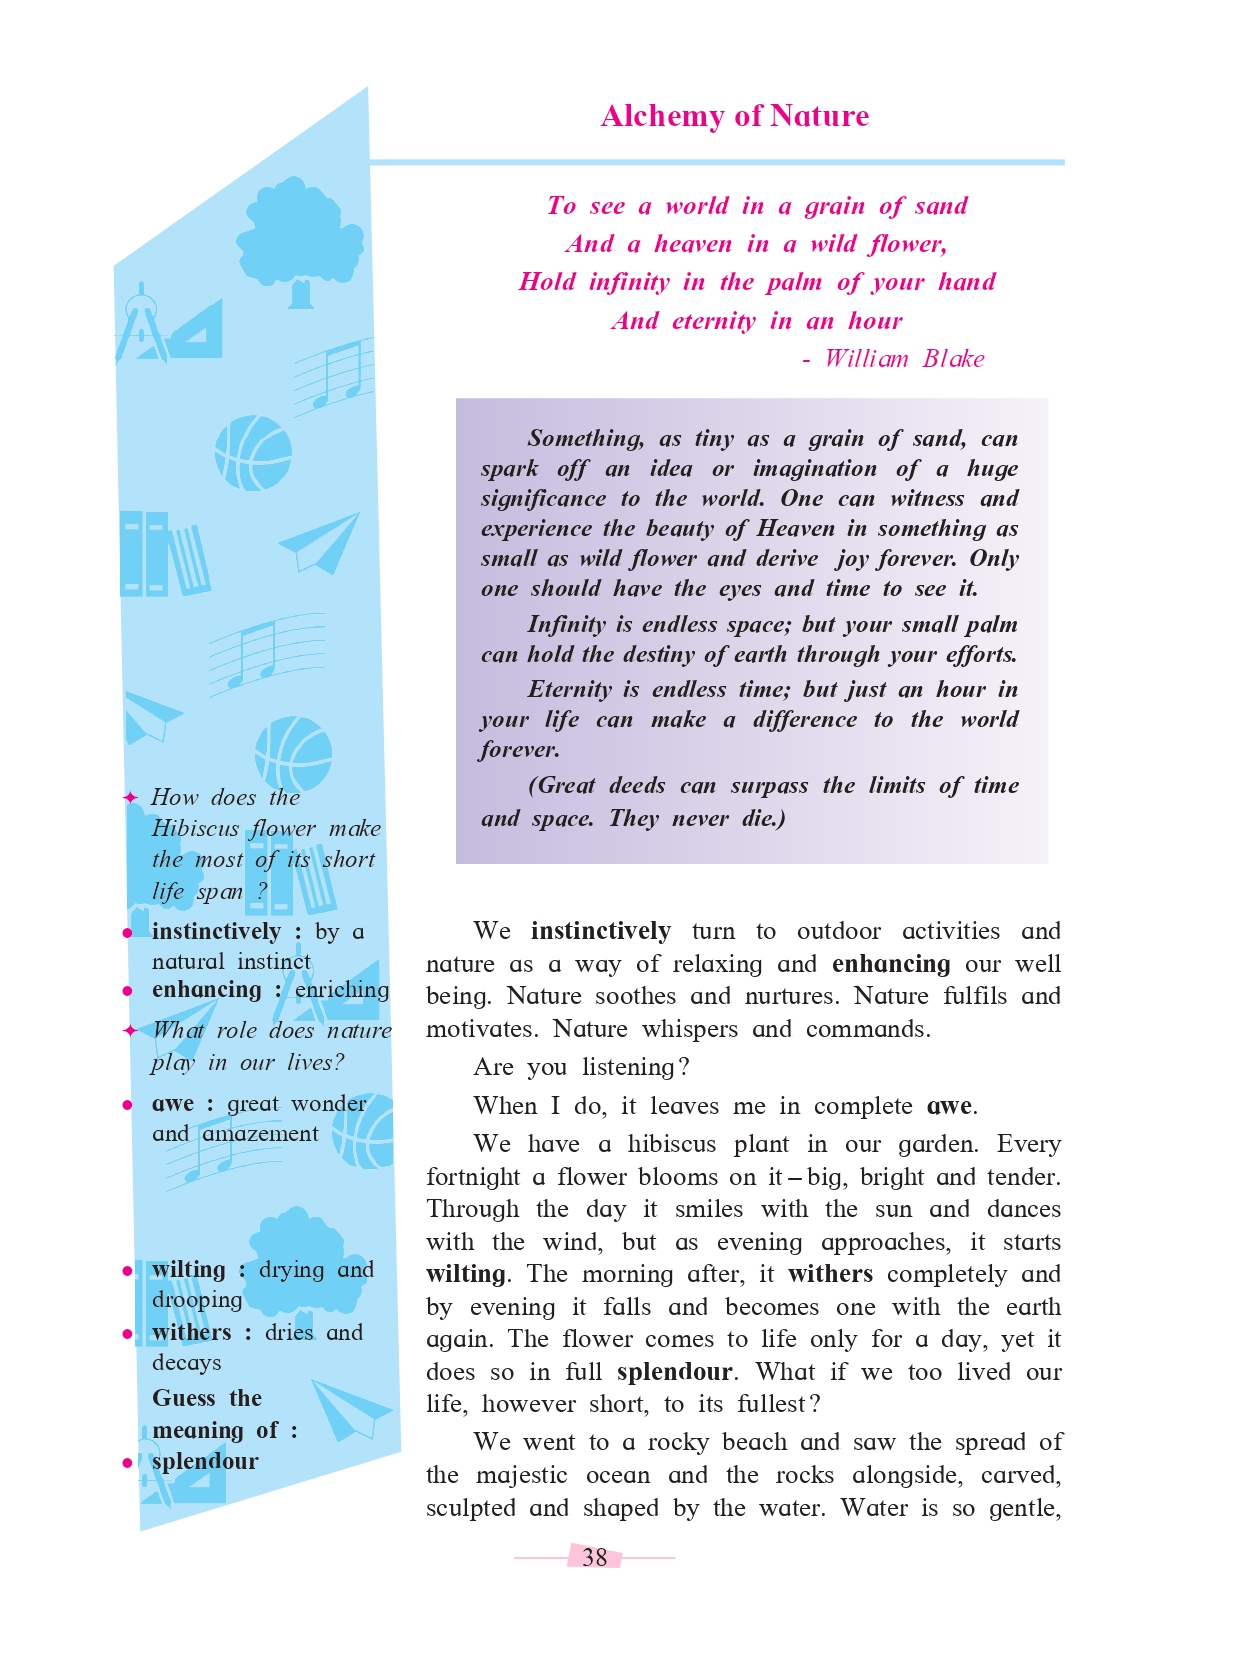 Alchemy of Nature
To see a world in a grain of sand
And a heaven in a wild flower,
Hold infinity in the palm of your hand
And eternity in an hour
- William Blake
Something, as tiny as a grain of sand, can
spark off an idea or imagination of a huge
significance to the world. One can witness and
experience the beauty of Heaven in something as
small as wild flower and derive joy forever. Only
one should have the eyes and time to see it.
Infinity is endless space; but your small palm
can hold the destiny of earth through your efforts.
Eternity is endless time; but just an hour in
your life can make a difference to the world
forever.
(Great deeds can surpass the limits of time
and space. They never die.)
How does the
Hibiscus flower make
the most of its short
life span ?
instinctively : by a
natural instinct
enhancing : enriching
What role does nature
play in our lives?
awe : great wonder
and amazement
wilting : drying and
drooping
withers : dries and
decays
Guess the
meaning of :
splendour
We instinctively turn to outdoor activities and
nature as a way of relaxing and enhancing our well
being. Nature soothes and nurtures. Nature fulfils and
motivates. Nature whispers and commands.
Are you listening?
When I do, it leaves me in complete awe.
We have a hibiscus plant in our garden. Every
fortnight a flower blooms on it – big, bright and tender.
Through the day it smiles with the sun and dances
with the wind, but as evening approaches, it starts
wilting. The morning after, it withers completely and
by evening it falls and becomes one with the earth
again. The flower comes to life only for a day, yet it
does so in full splendour. What if we too lived our
life, however short, to its fullest?
We went to a rocky beach and saw the spread of
the majestic ocean and the rocks alongside, carved,
sculpted and shaped by the water. Water is so gentle,
38